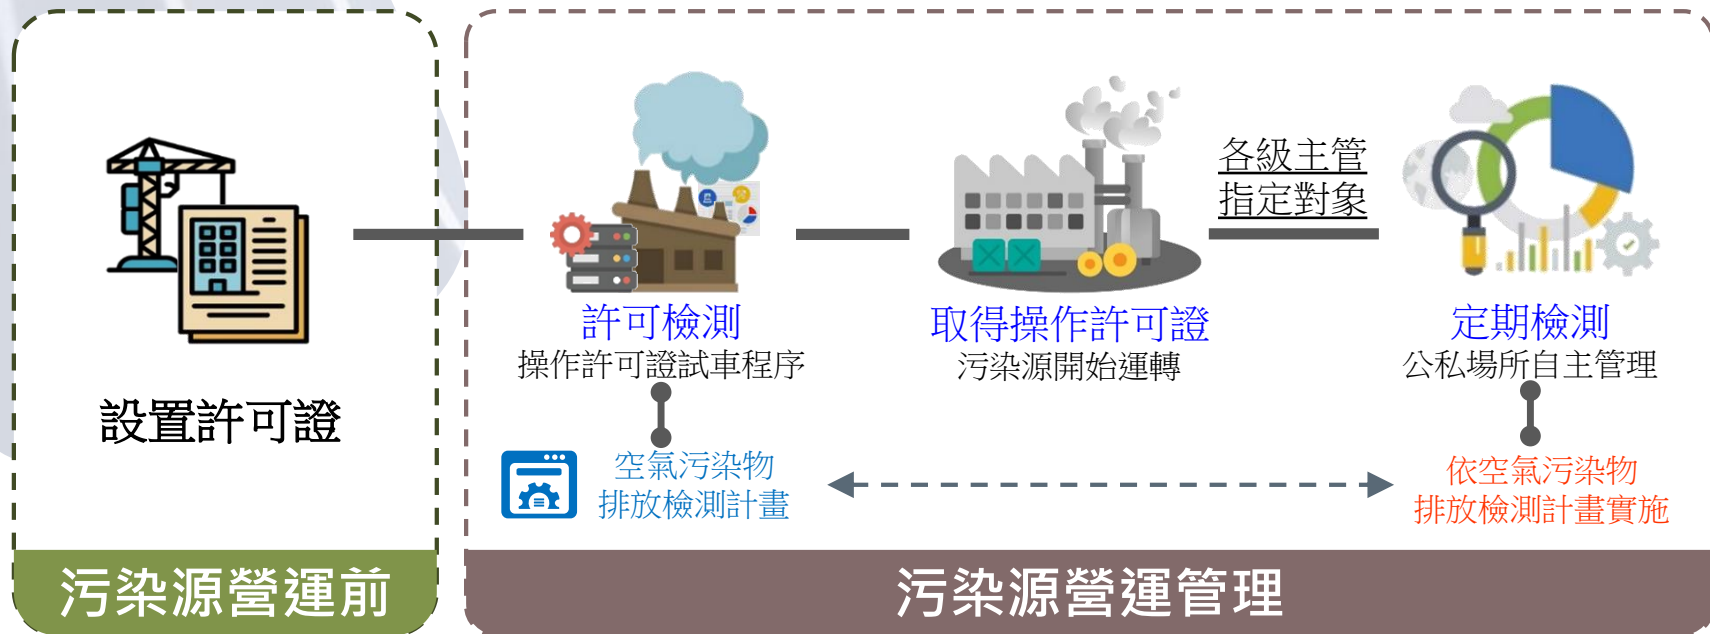 設置許可證
污染源營運前
許可檢測
操作許可證試車程序
空氣污染物
排放檢測計畫
取得操作許可證
污染源開始運轉
各級主管
指定對象
定期檢測
公私場所自主管理
依空氣污染物
排放檢測計畫實施
污染源營運管理